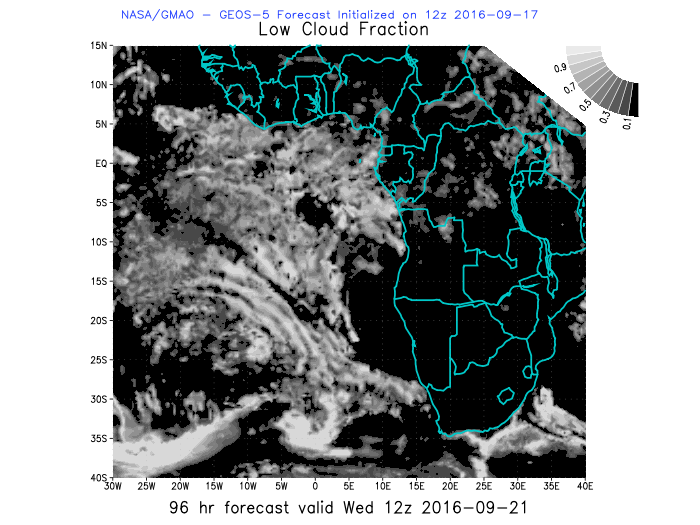 NASA/GMAO - GEOS-5 Forecast Initialized on 12z 2016-09-17
Low Cloud Fraction
15N
10N
5N
EQ
5S
10S
15S
20S
25S
30S
35S
40S
30W 25W 20W 15W 10W 5W 0 5E 10E 15E 20E 25E 30E 35E 40E
0.9
0.7
0.5
0.3
0.1
96 hr forecast valid Wed 12z 2016-09-21